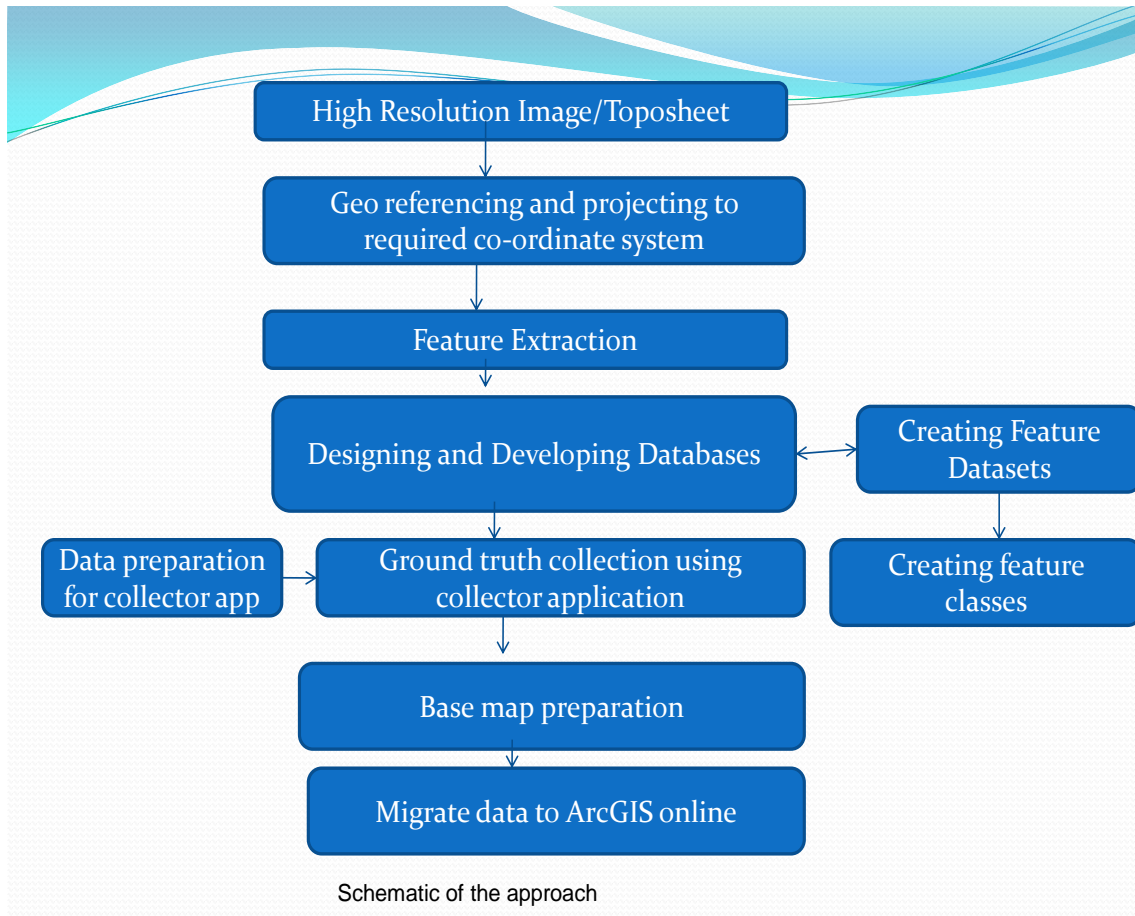 High Resolution Image/Toposheet
Geo referencing and projecting to
required co-ordinate system
Feature Extraction
Designing and Developing Databases
Creating Feature
Datasets
Data preparation
for collector app
Ground truth collection using
collector application
Creating feature
classes
Base map preparation
Migrate data to ArcGIS online
Schematic of the approach